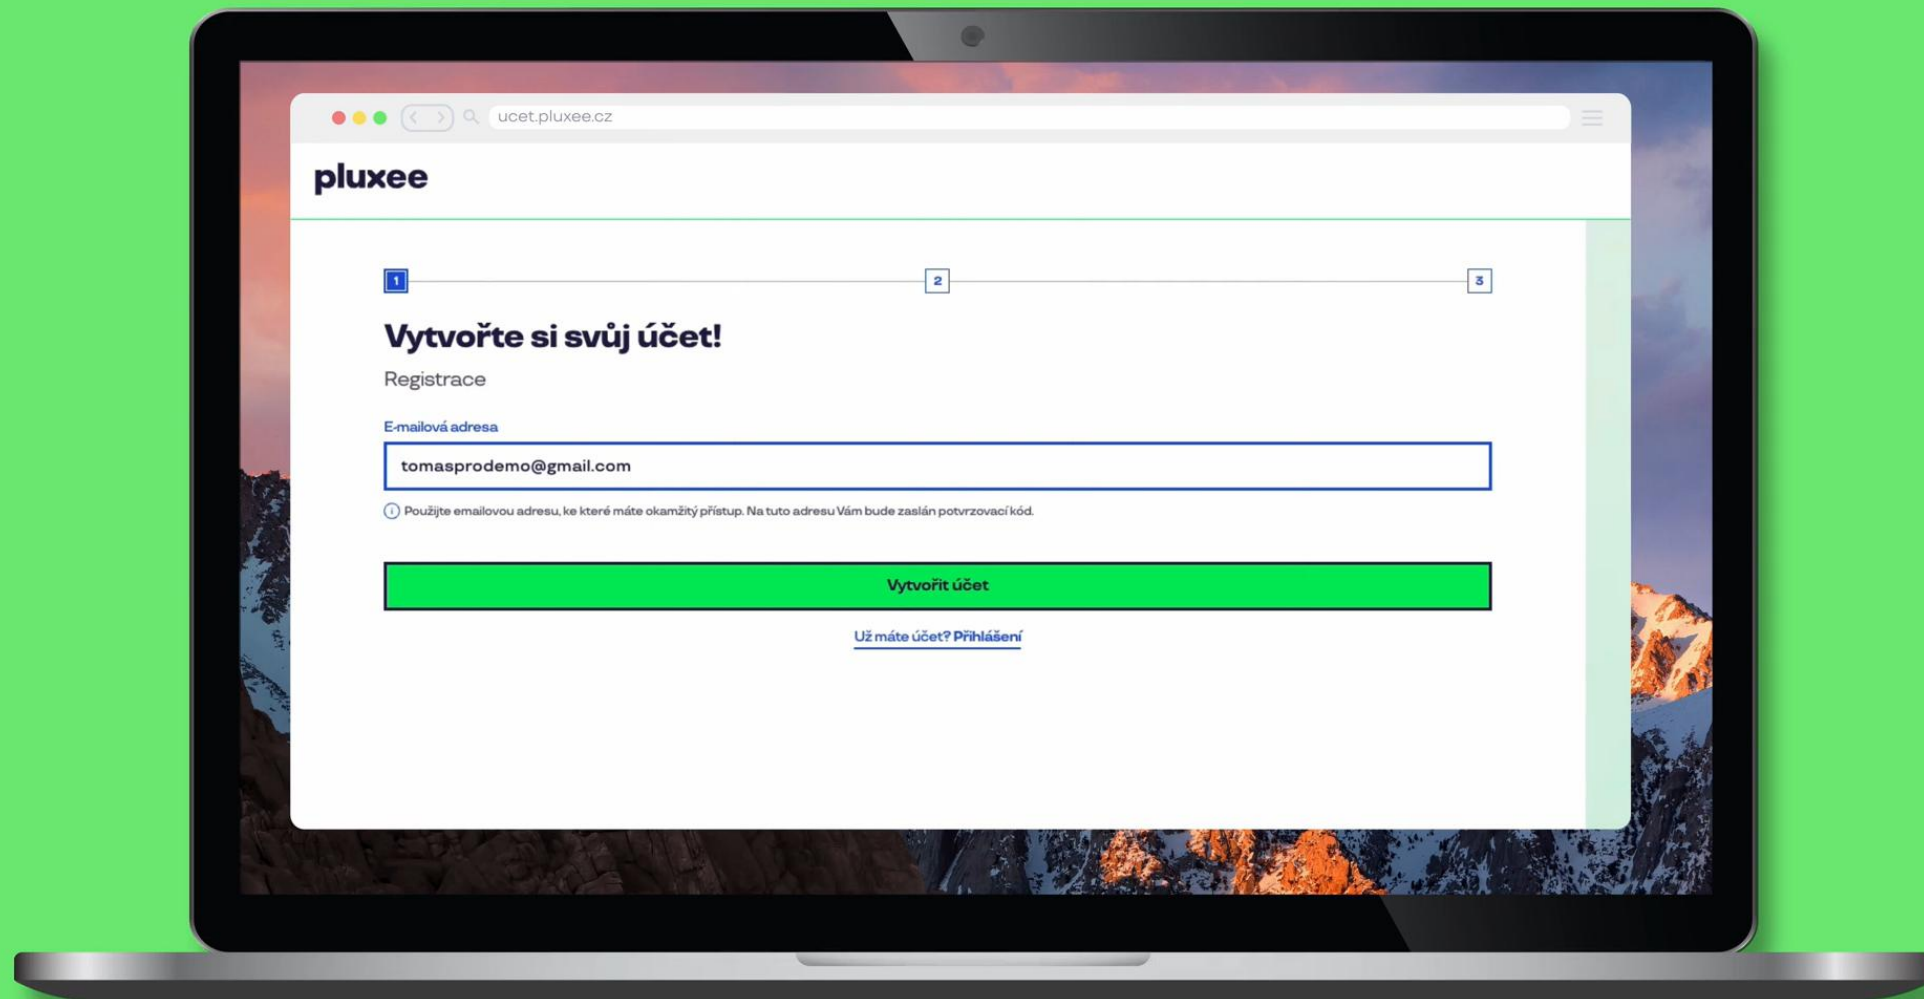 ucet.pluxee.cz
pluxee
1
2
3
Vytvořte si svůj účet!
Registrace
E-mailová adresa
tomasprodemo@gmail.com
Použijte emailovou adresu, ke které máte okamžitý přístup. Na tuto adresu Vám bude zaslán potvrzovací kód.
Vytvořit účet
Už máte účet? Přihlášení